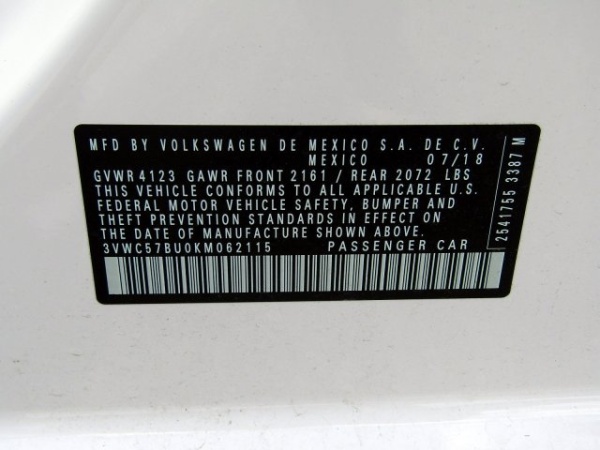 MFD BY VOLKSWAGEN DE MEXICO S.A. DE C.V.
MEXICO 07/18
GVWR 4123 GAWR FRONT 2161 / REAR 2072 LBS
THIS VEHICLE CONFORMS TO ALL APPLICABLE U.S.
FEDERAL MOTOR VEHICLE SAFETY, BUMPER AND
THEFT PREVENTION STANDARDS IN EFFECT ON
THE DATE OF MANUFACTURE SHOWN ABOVE.
3VWC57BU0KM062115 PASSENGER CAR
2541755 3387 M